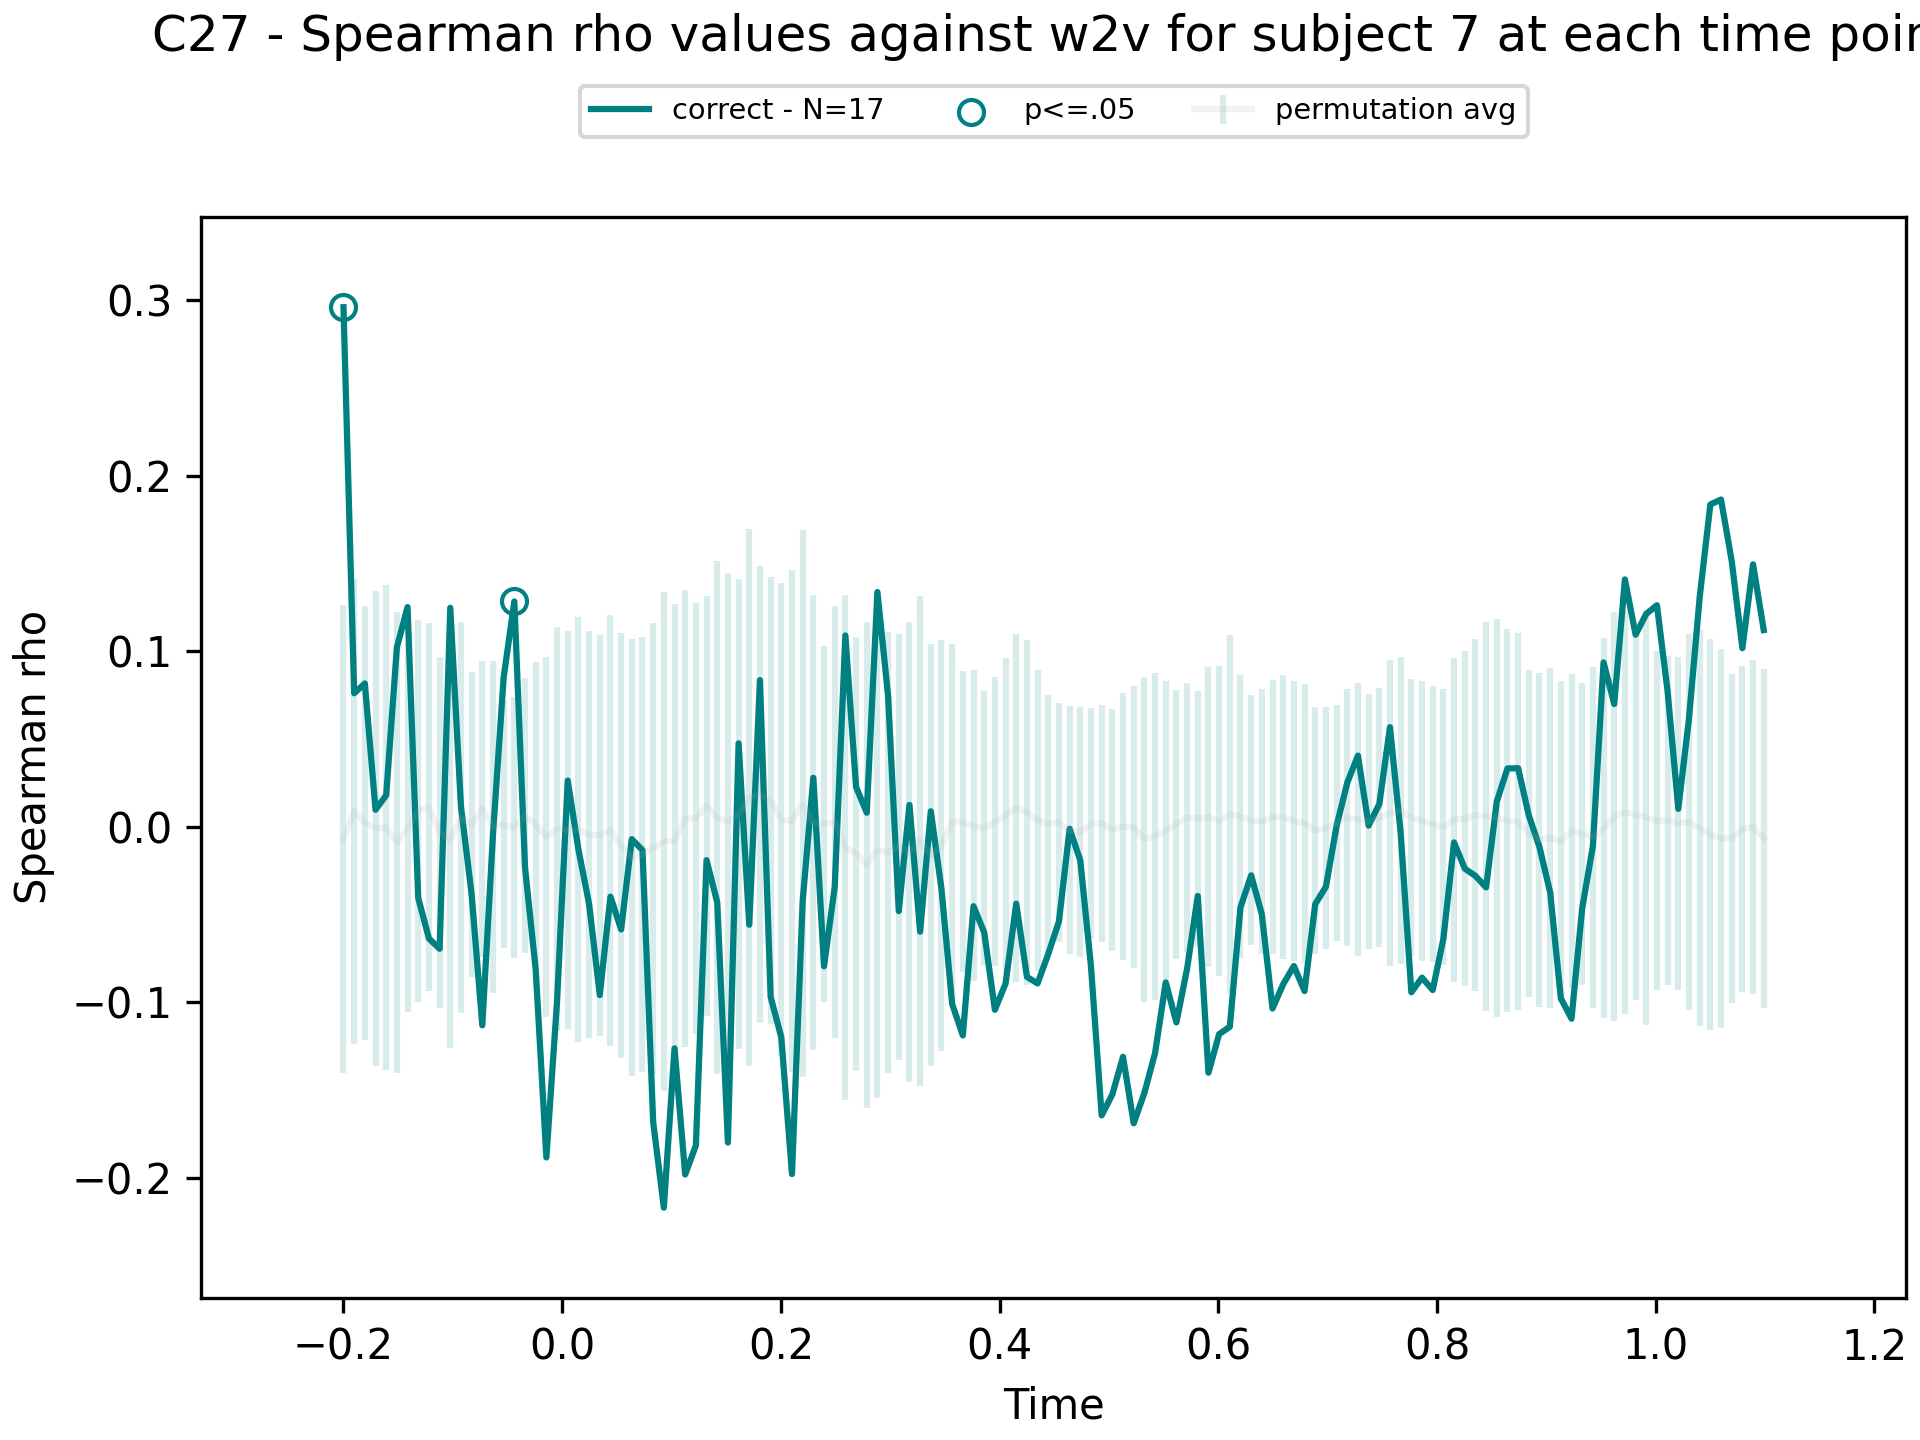 C27 - Spearman rho values against w2v for subject 7 at each time poin
correct - N=17 p<=.05 permutation avg
Spearman rho
0.3
0.2
0.1
0.0
−0.1
−0.2
−0.2 0.0 0.2 0.4 0.6 0.8 1.0 1.2
Time